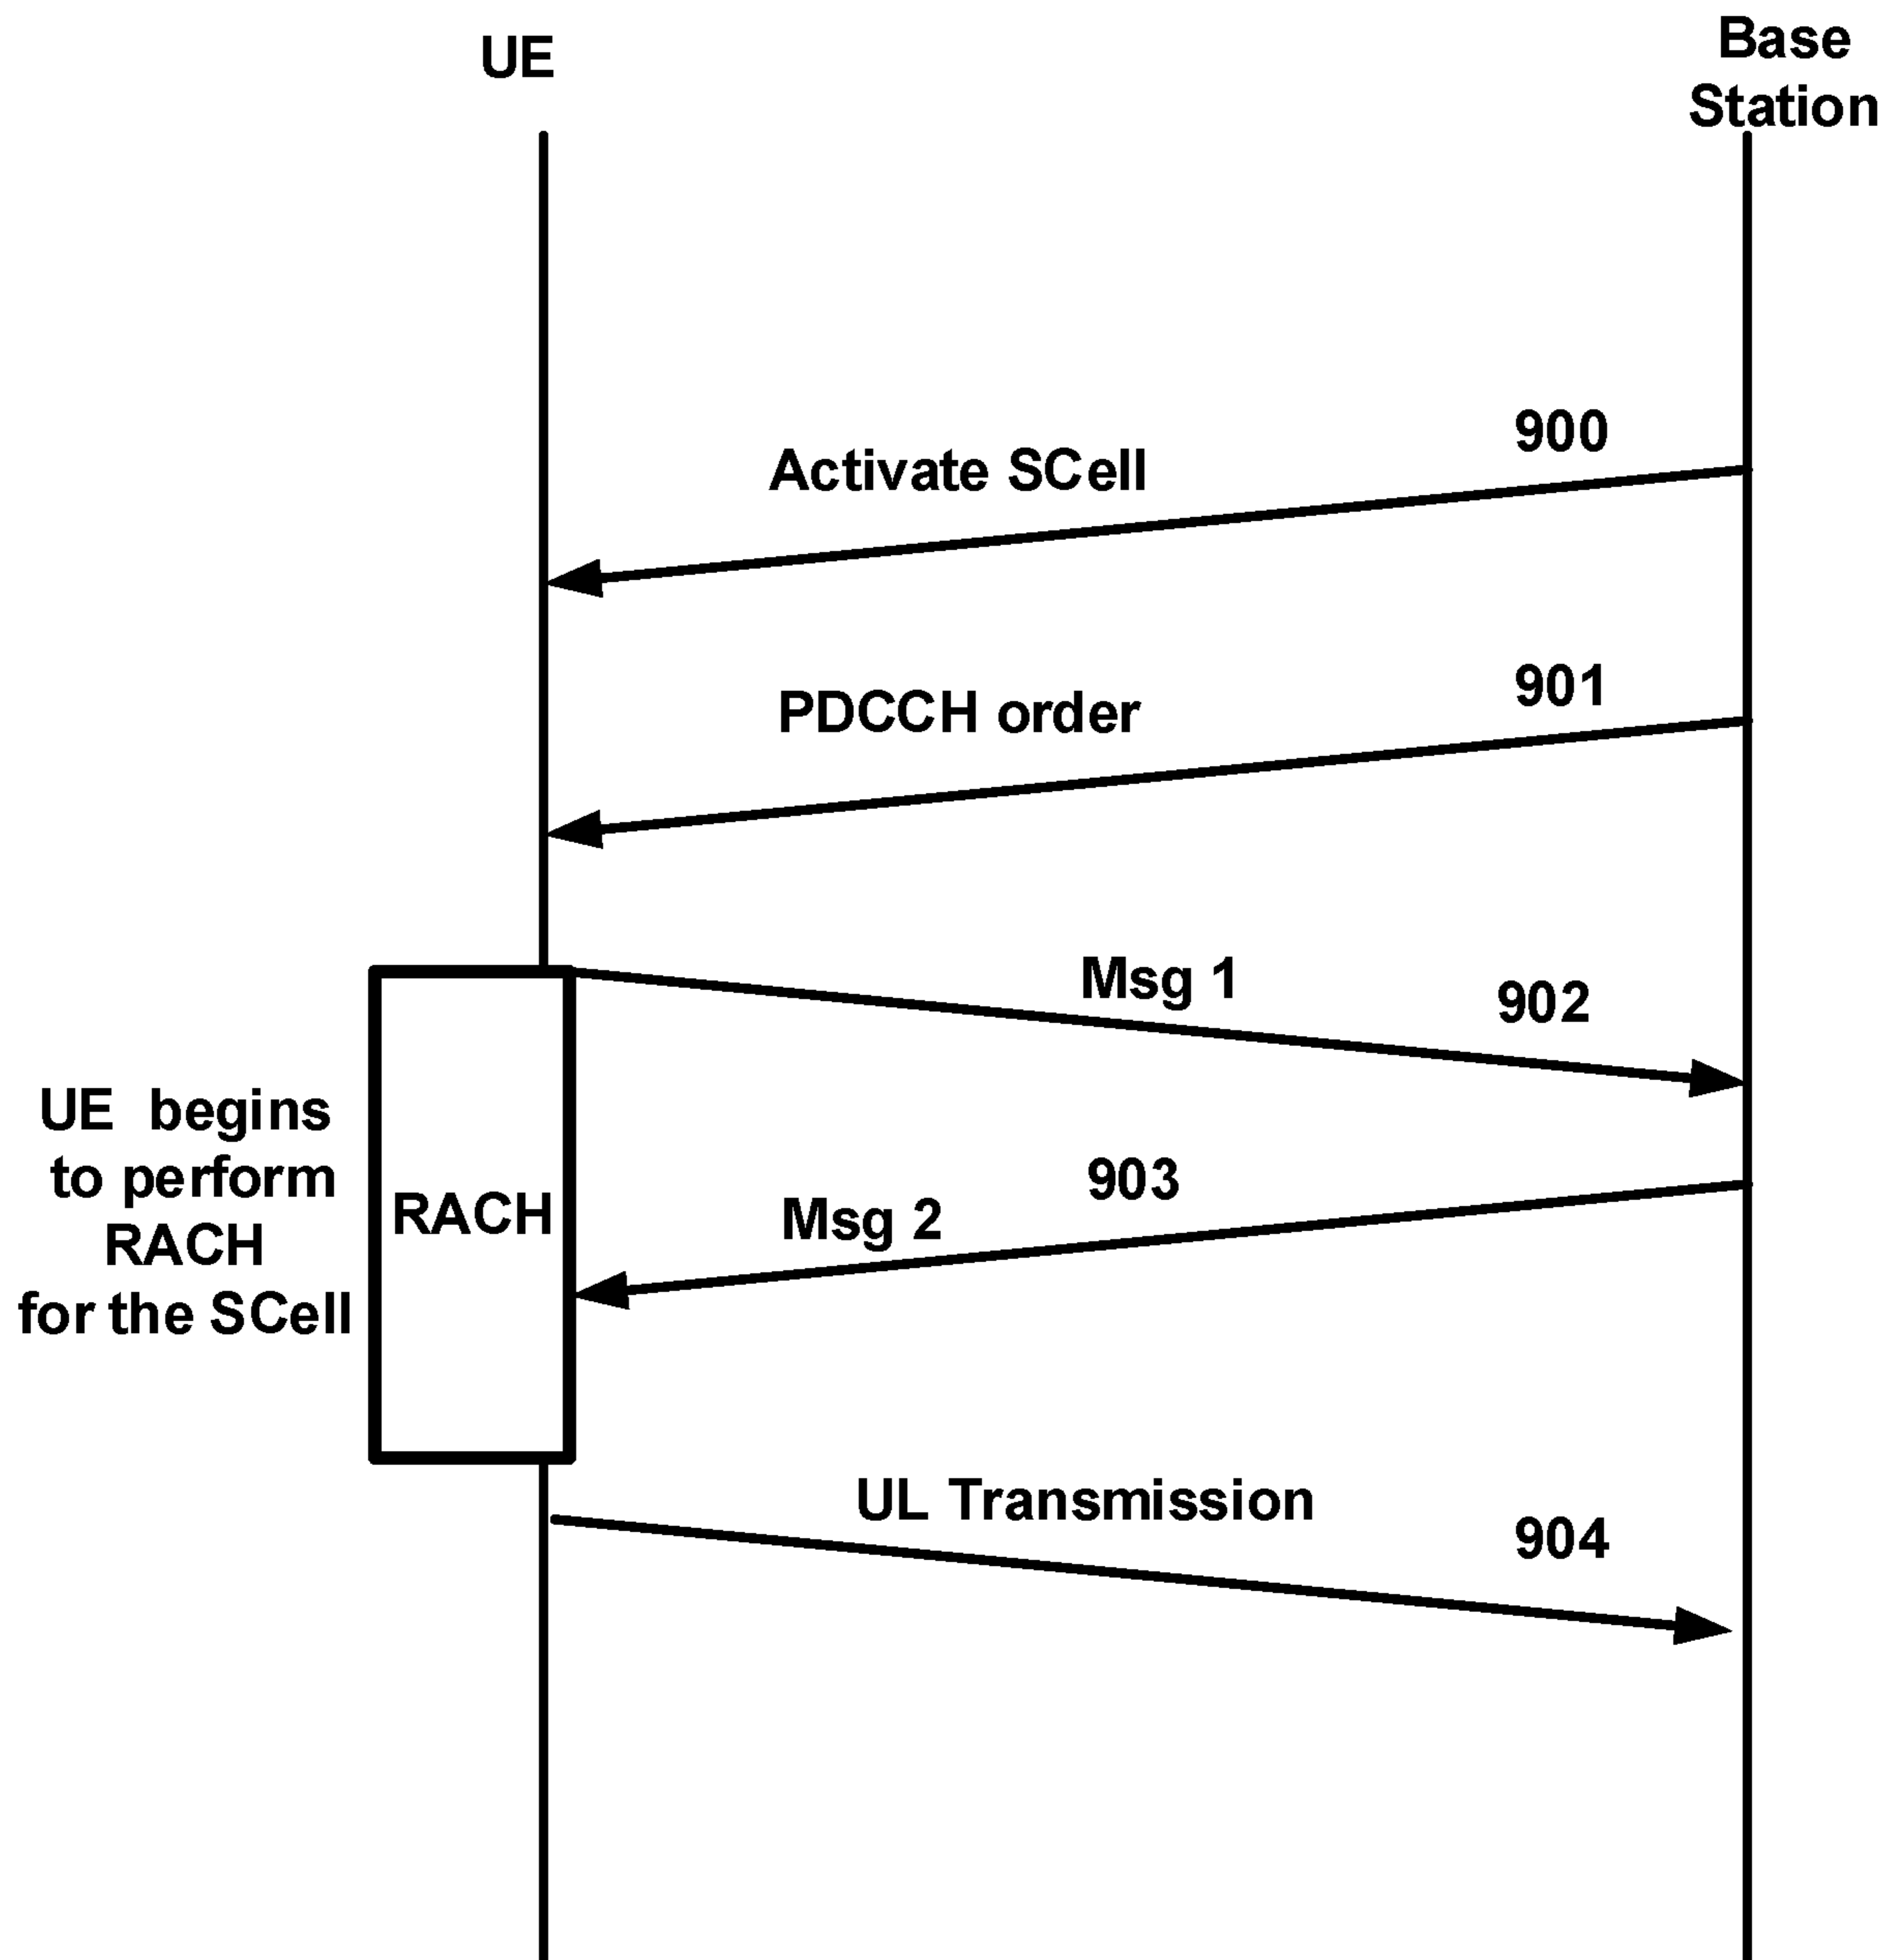 UE
Base
Station
900
Activate SCell
901
PDCCH order
Msg 1
902
UE begins
to perform
RACH
for the SCell
RACH
903
Msg 2
UL Transmission
904